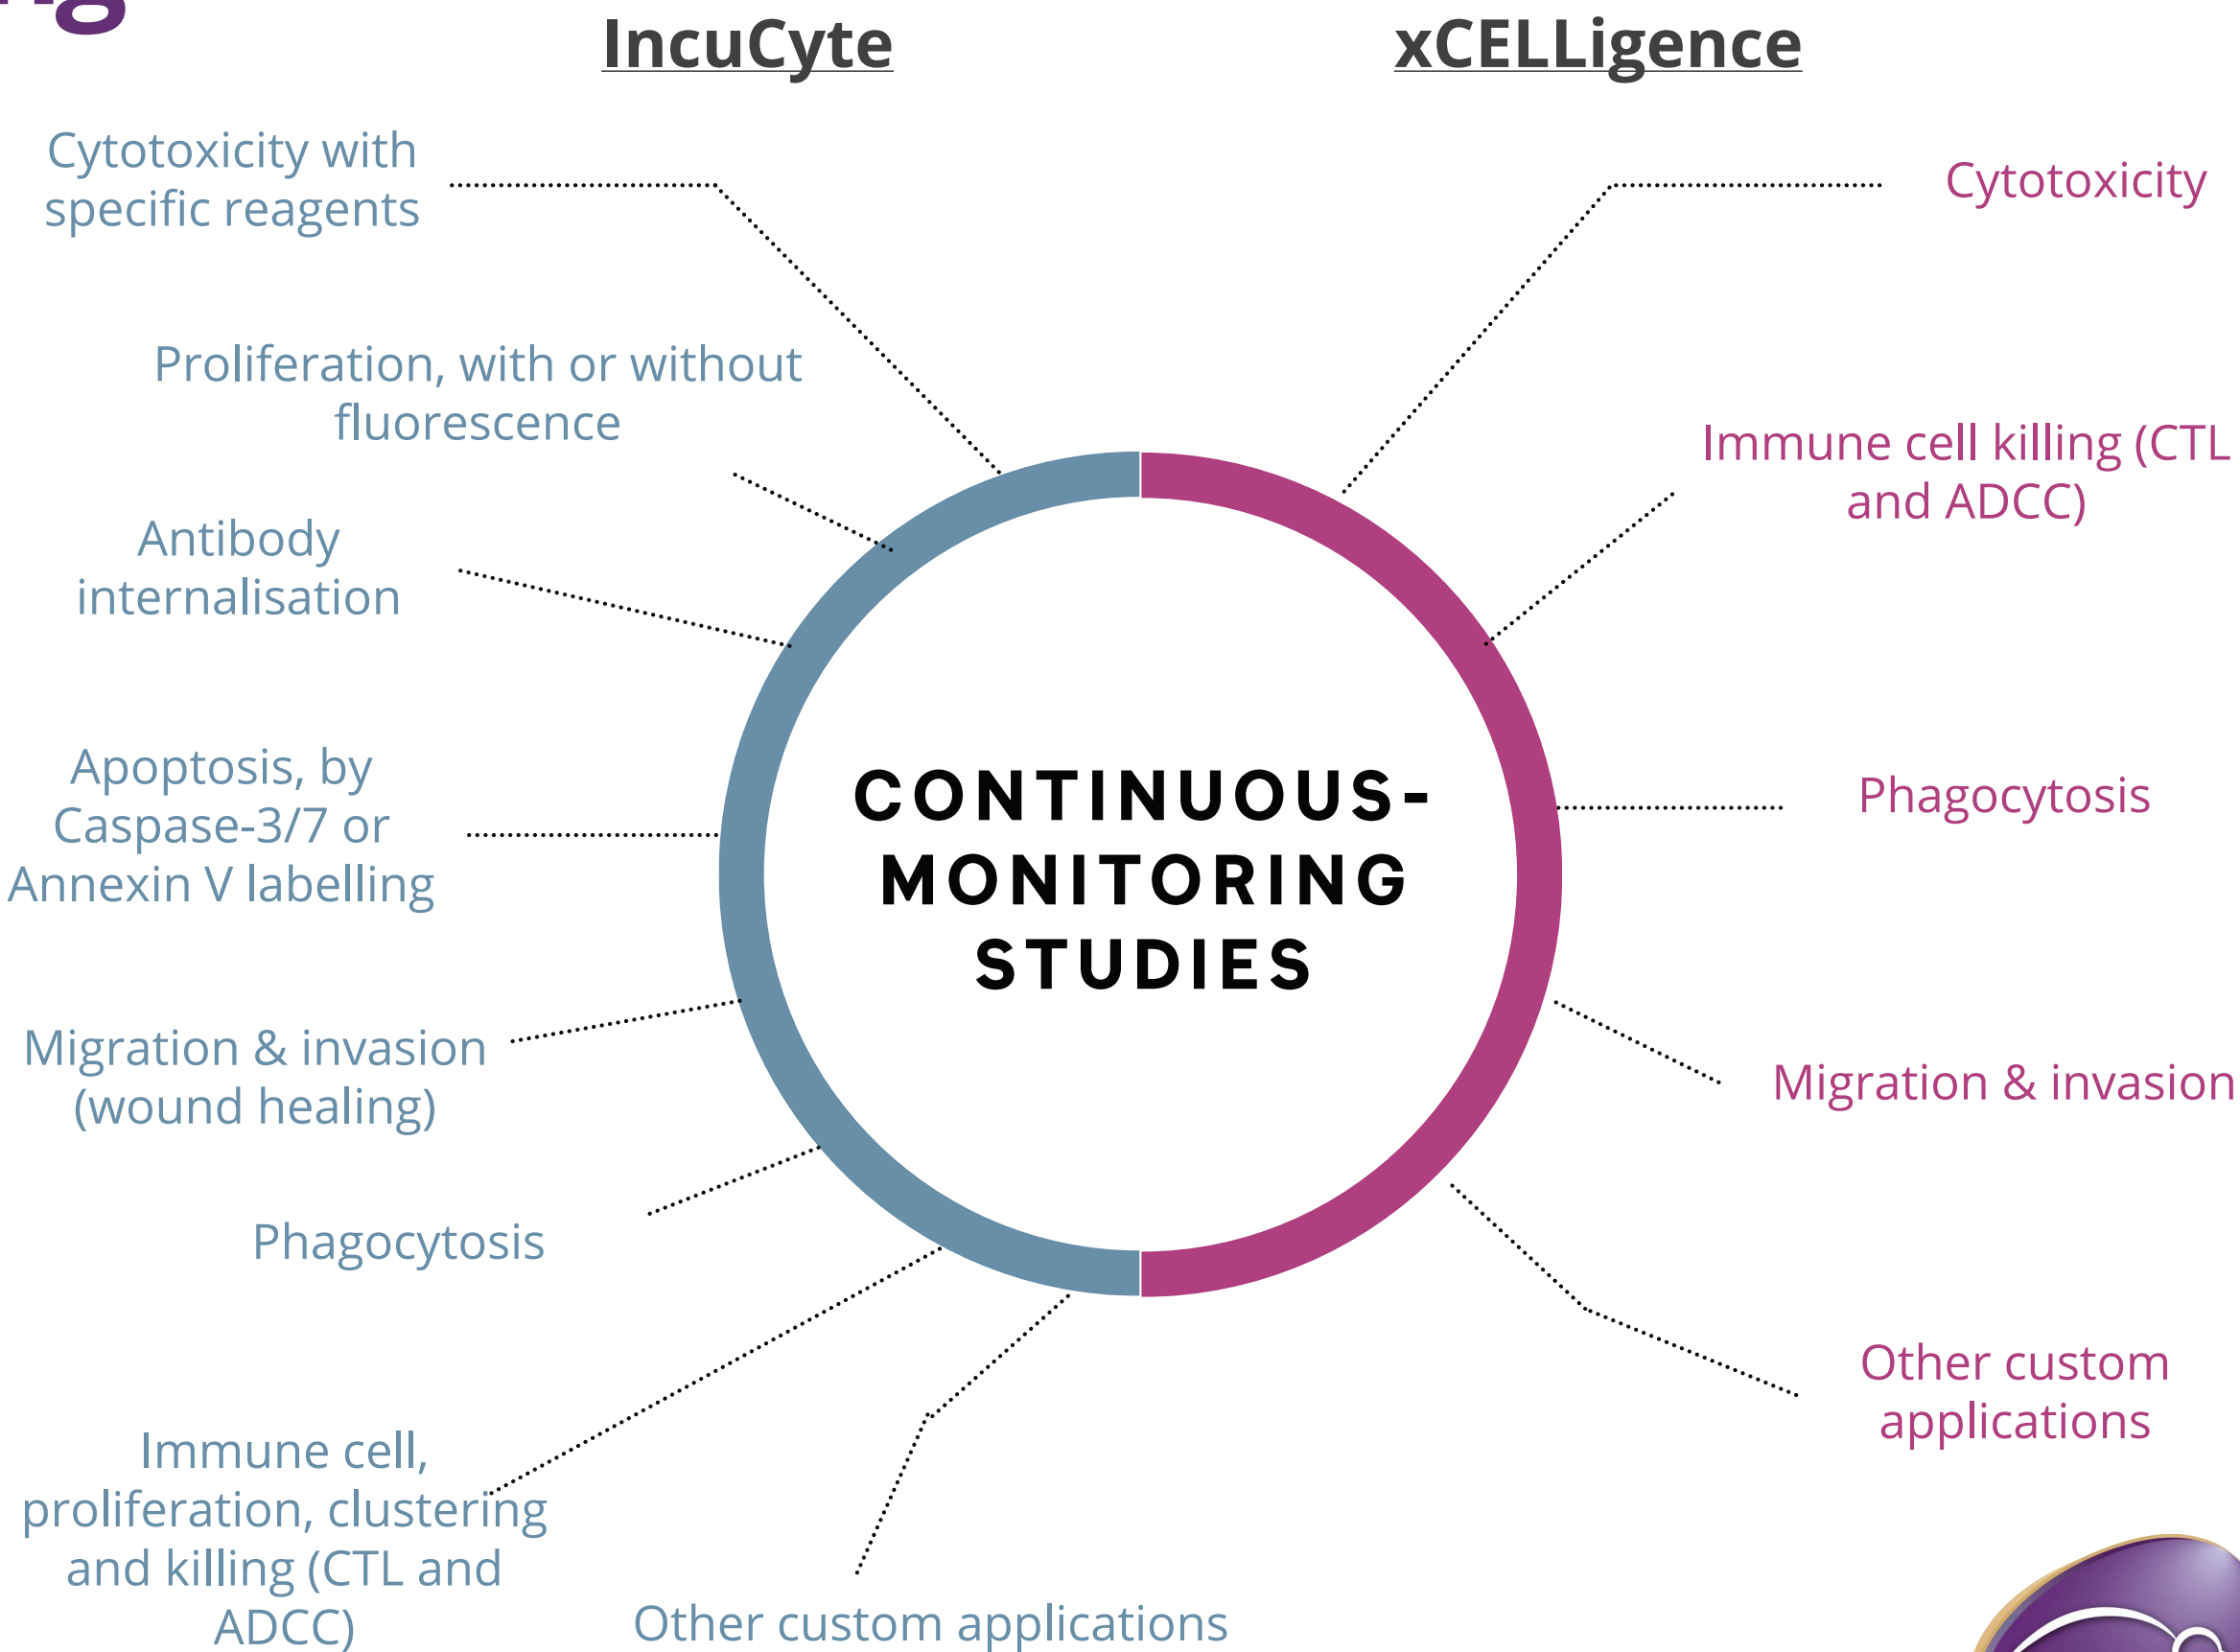 IncuCyte
xCELLigence
Cytotoxicity with
specific reagents
Proliferation, with or without
fluorescence
Antibody
internalisation
Apoptosis, by
Caspase-3/7 or
Annexin V labelling
Migration & invasion
(wound healing)
Phagocytosis
Immune cell,
proliferation, clustering
and killing (CTL and
ADCC)
Other custom applications
CONTINUOUS-
MONITORING
STUDIES
Cytotoxicity
Immune cell killing (CTL
and ADCC)
Phagocytosis
Migration & invasion
Other custom
applications